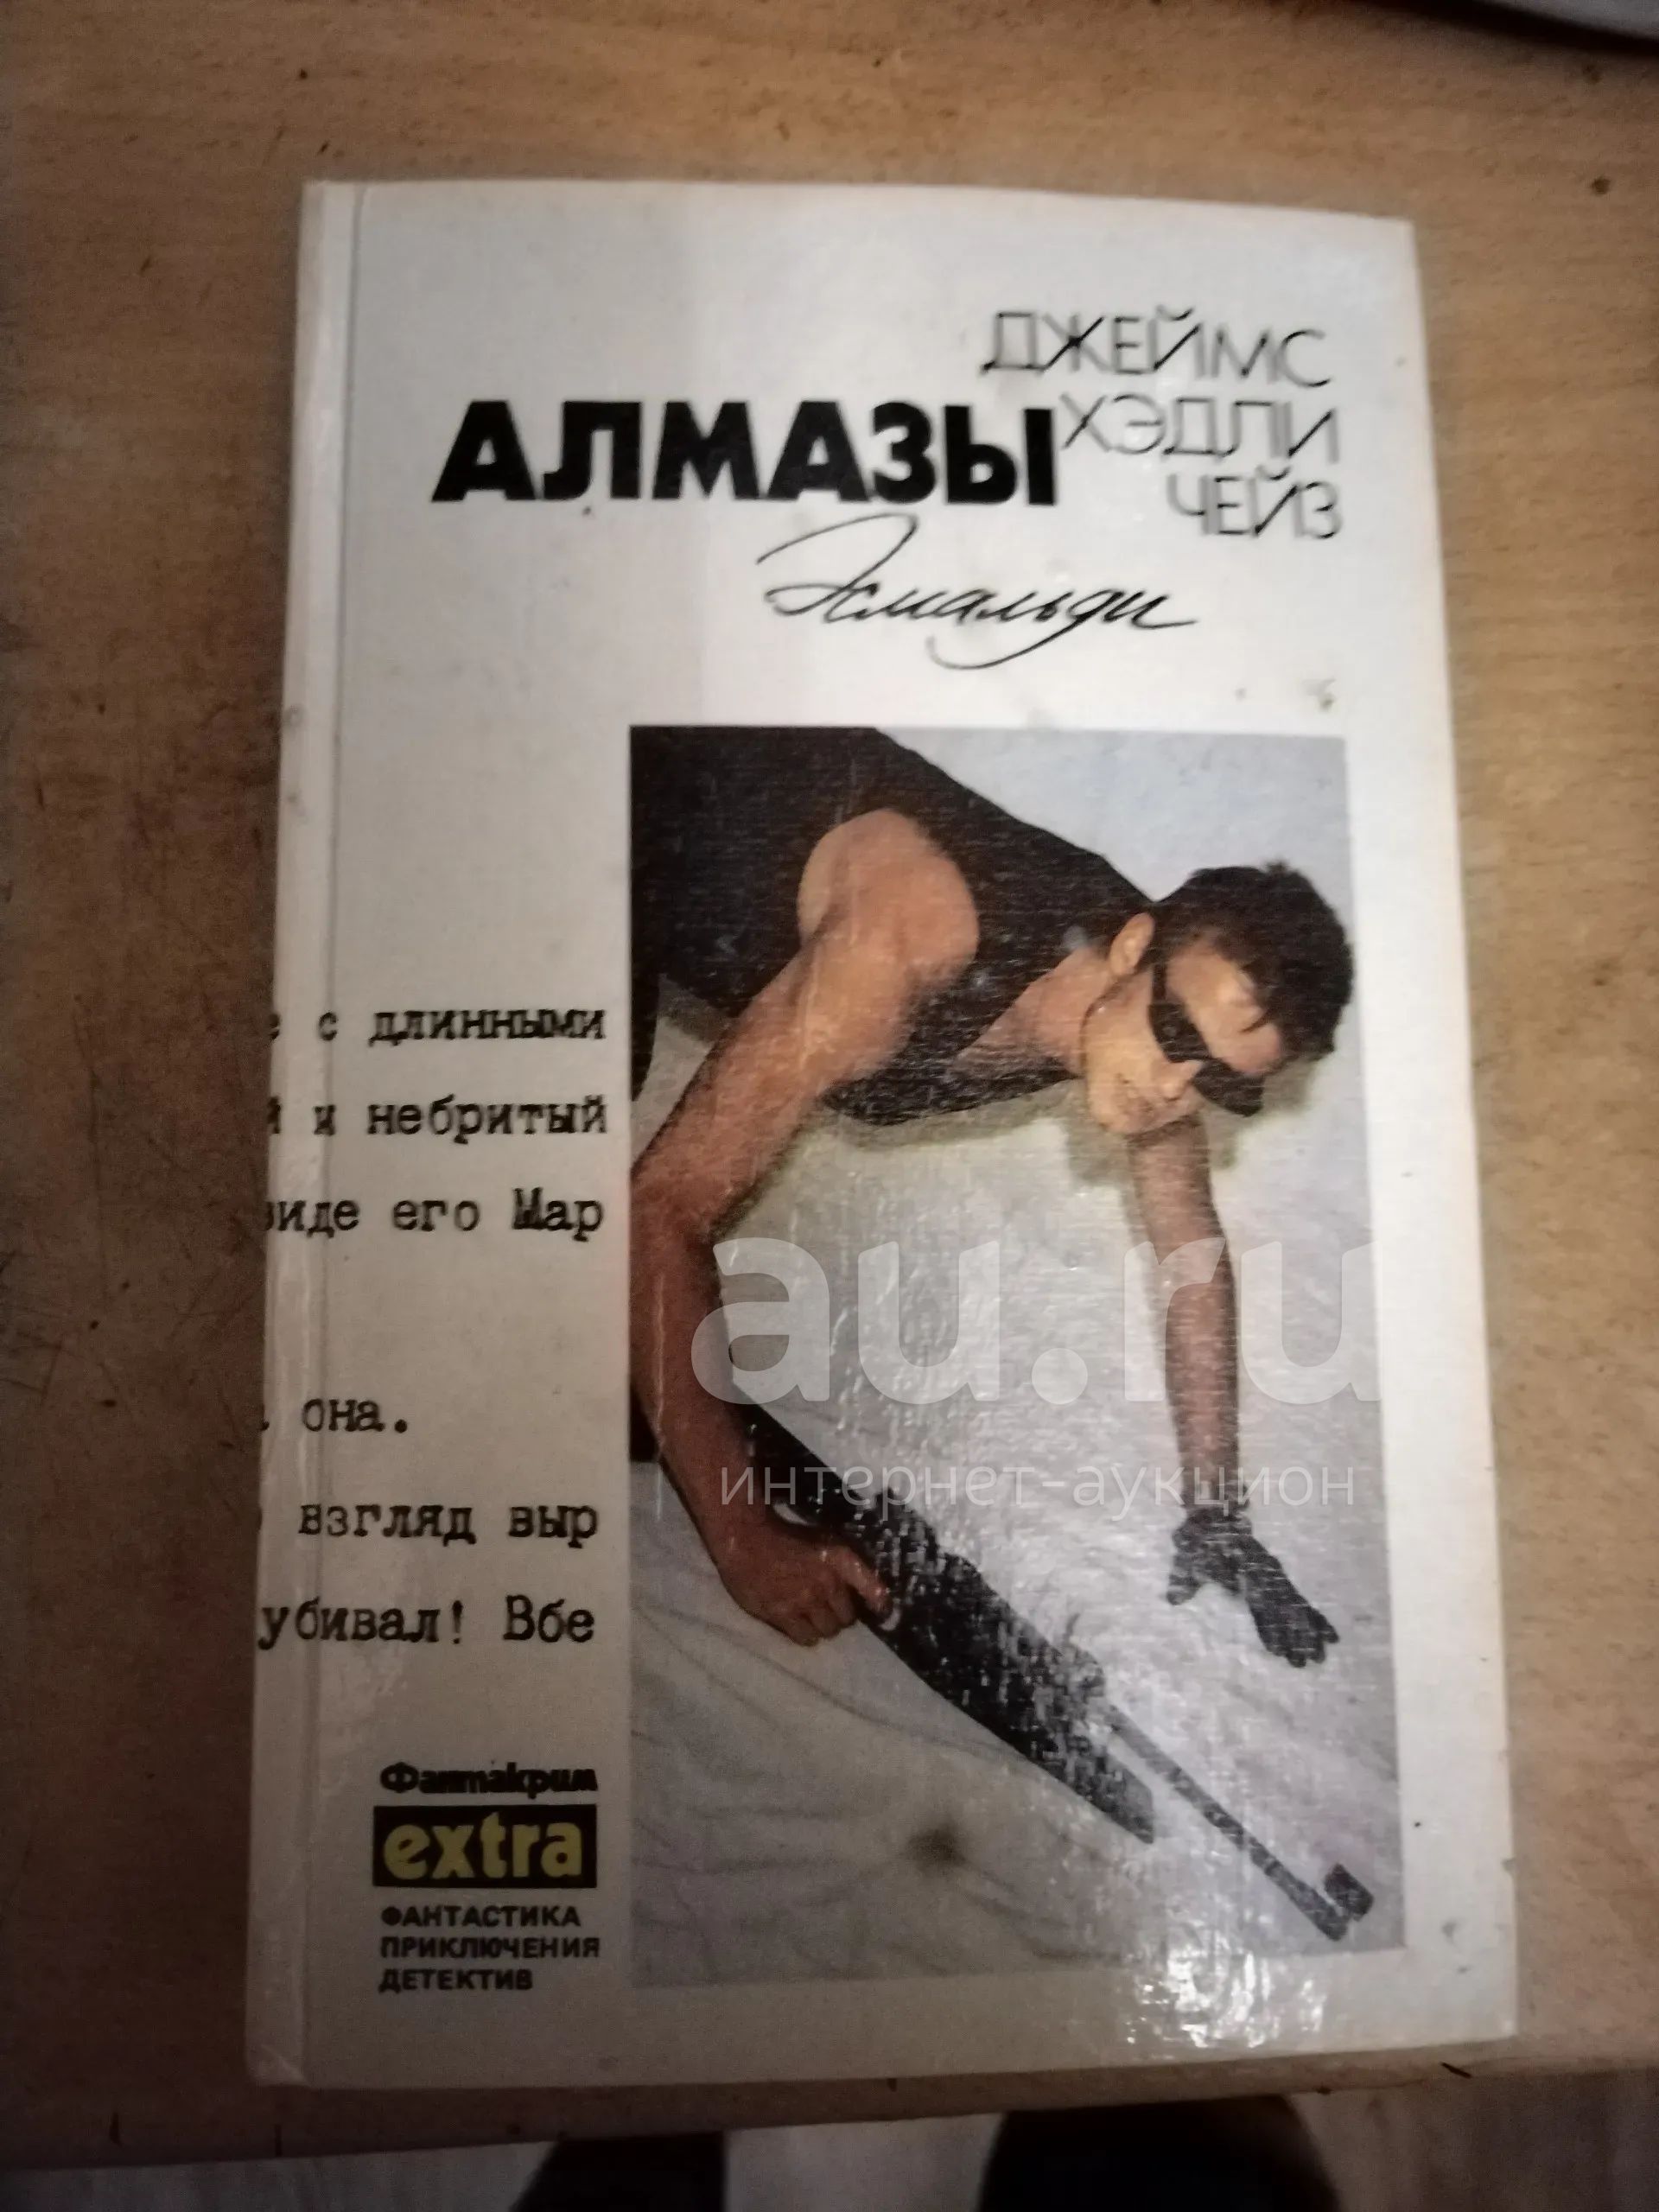 ДЖЕЙМС
ХЭДЛИ
ЧЕЙЗ
АЛМАЗЫ
Эсмальди
с длинными
и небритый
виде его Мар
она.
взгляд выр
убивал! Вбе
Фантакрим
extra
ФАНТАСТИКА
ПРИКЛЮЧЕНИЯ
ДЕТЕКТИВ
au.ru
интернет-аукцион